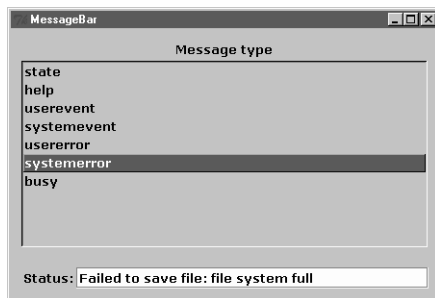 MessageBar
Message type
state
help
userevent
systemevent
usererror
systemerror
busy
Status: Failed to save file: file system full